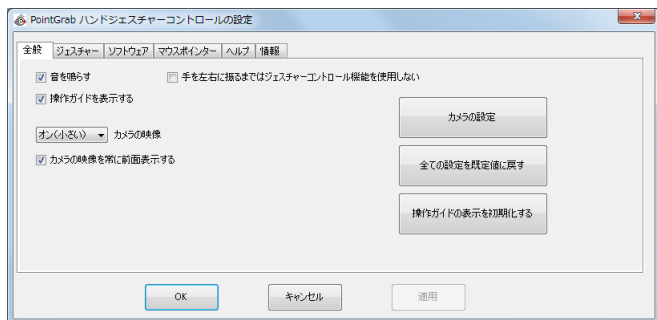 PointGrab ハンドジェスチャーコントロールの設定
全般 ジェスチャー ソフトウェア マウスポインター ヘルプ 情報
音を鳴らす 手を左右に振るまではジェスチャーコントロール機能を使用しない
操作ガイドを表示する
カメラの設定
オン(小さい) カメラの映像
カメラの映像を常に前面表示する
全ての設定を既定値に戻す
操作ガイドの表示を初期化する
OK キャンセル 適用